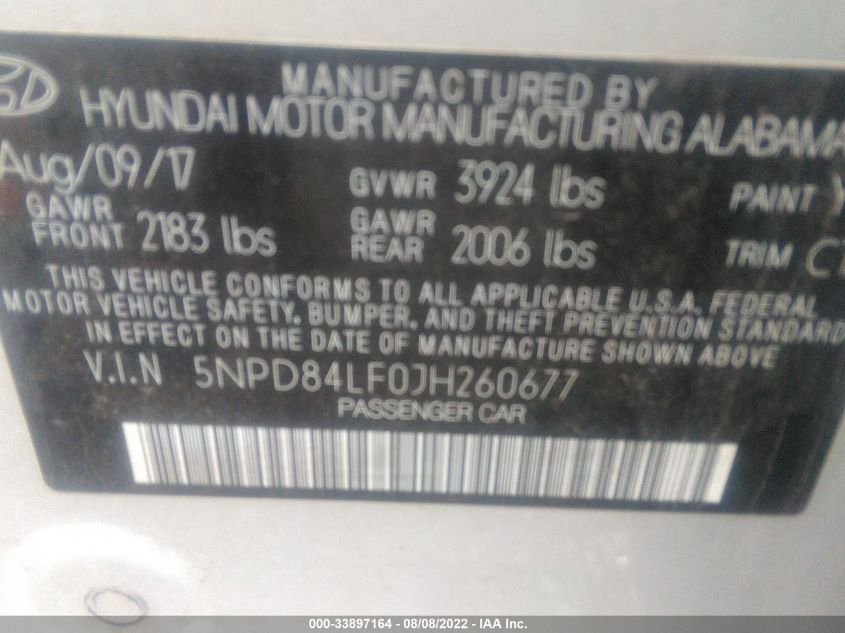 MANUFACTURED BY
HYUNDAI MOTOR MANUFACTURING ALABAMA
Aug/09/17 GVWR 3924 lbs PAINT
GAWR FRONT 2183 lbs GAWR REAR 2006 lbs TRIM
THIS VEHICLE CONFORMS TO ALL APPLICABLE U.S.A. FEDERAL
MOTOR VEHICLE SAFETY, BUMPER, AND THEFT PREVENTION STANDARD
IN EFFECT ON THE DATE OF MANUFACTURE SHOWN ABOVE
V.I.N 5NPD84LF0JH260677
PASSENGER CAR
000-33897164 - 08/08/2022 - IAA Inc.